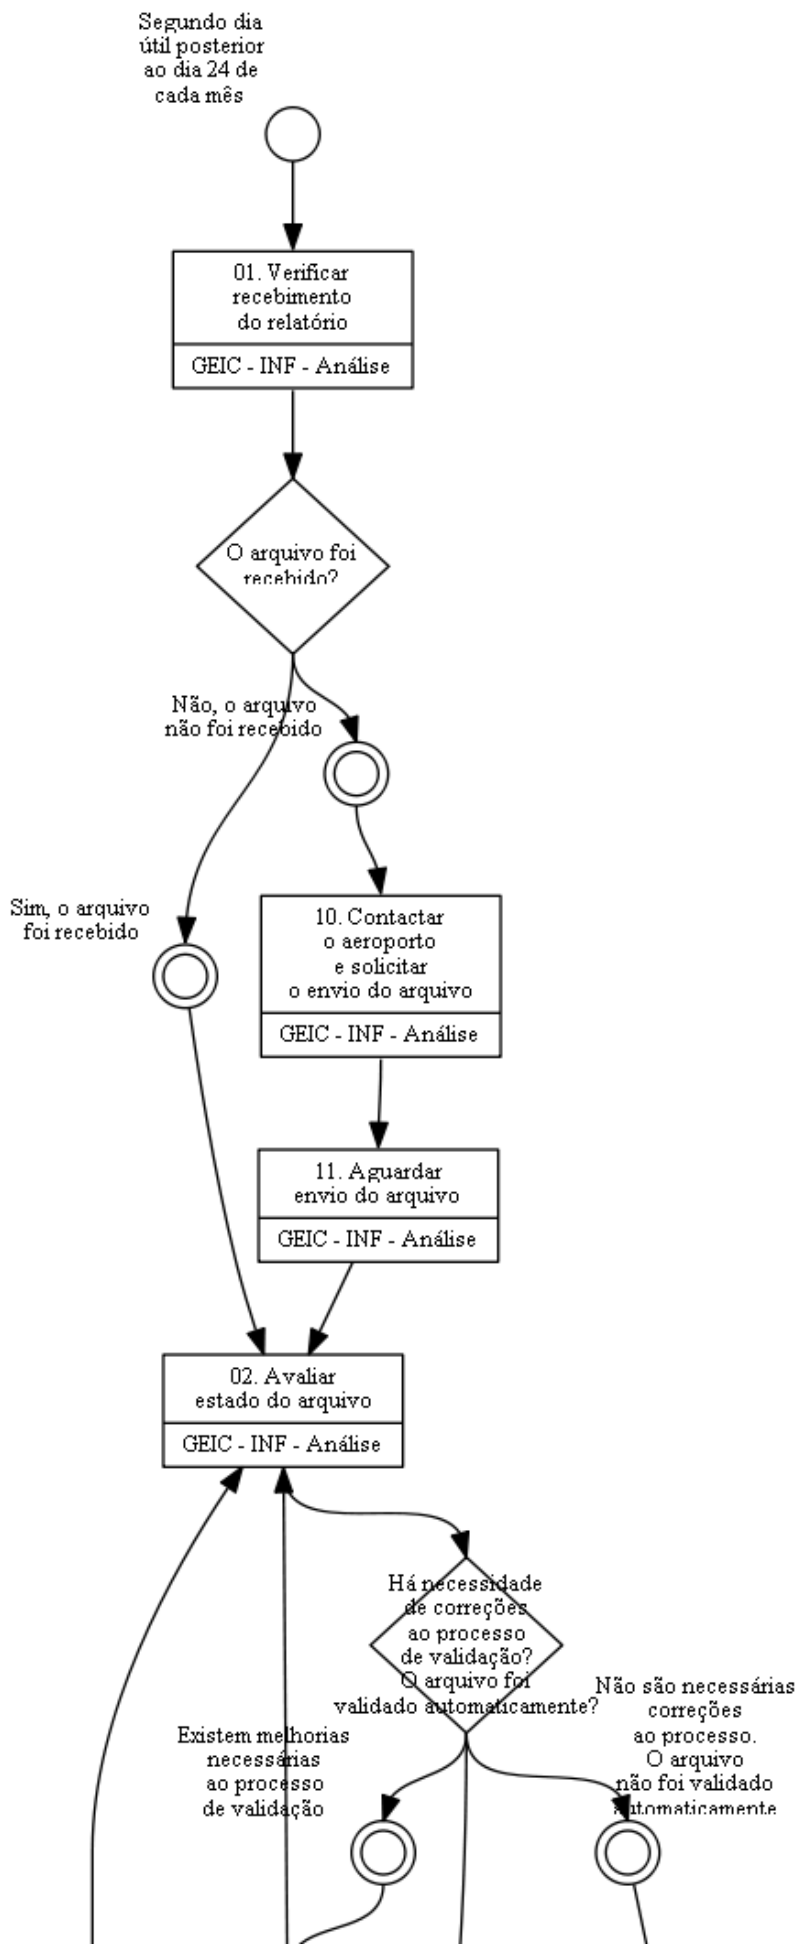 Segundo dia
útil posterior
ao dia 24 de
cada mês
01. Verificar
recebimento
do relatório
GEIC - INF - Análise
O arquivo foi
recebido?
Não, o arquivo
não foi recebido
Sim, o arquivo
foi recebido
10. Contactar
o aeroporto
e solicitar
o envio do arquivo
GEIC - INF - Análise
11. Aguardar
envio do arquivo
GEIC - INF - Análise
02. Avaliar
estado do arquivo
GEIC - INF - Análise
Há necessidade
de correções
ao processo
de validação?
O arquivo foi
validado automaticamente?
Existem melhorias
necessárias
ao processo
de validação
Não são necessárias
correções
ao processo.
O arquivo
não foi validado
automaticamente